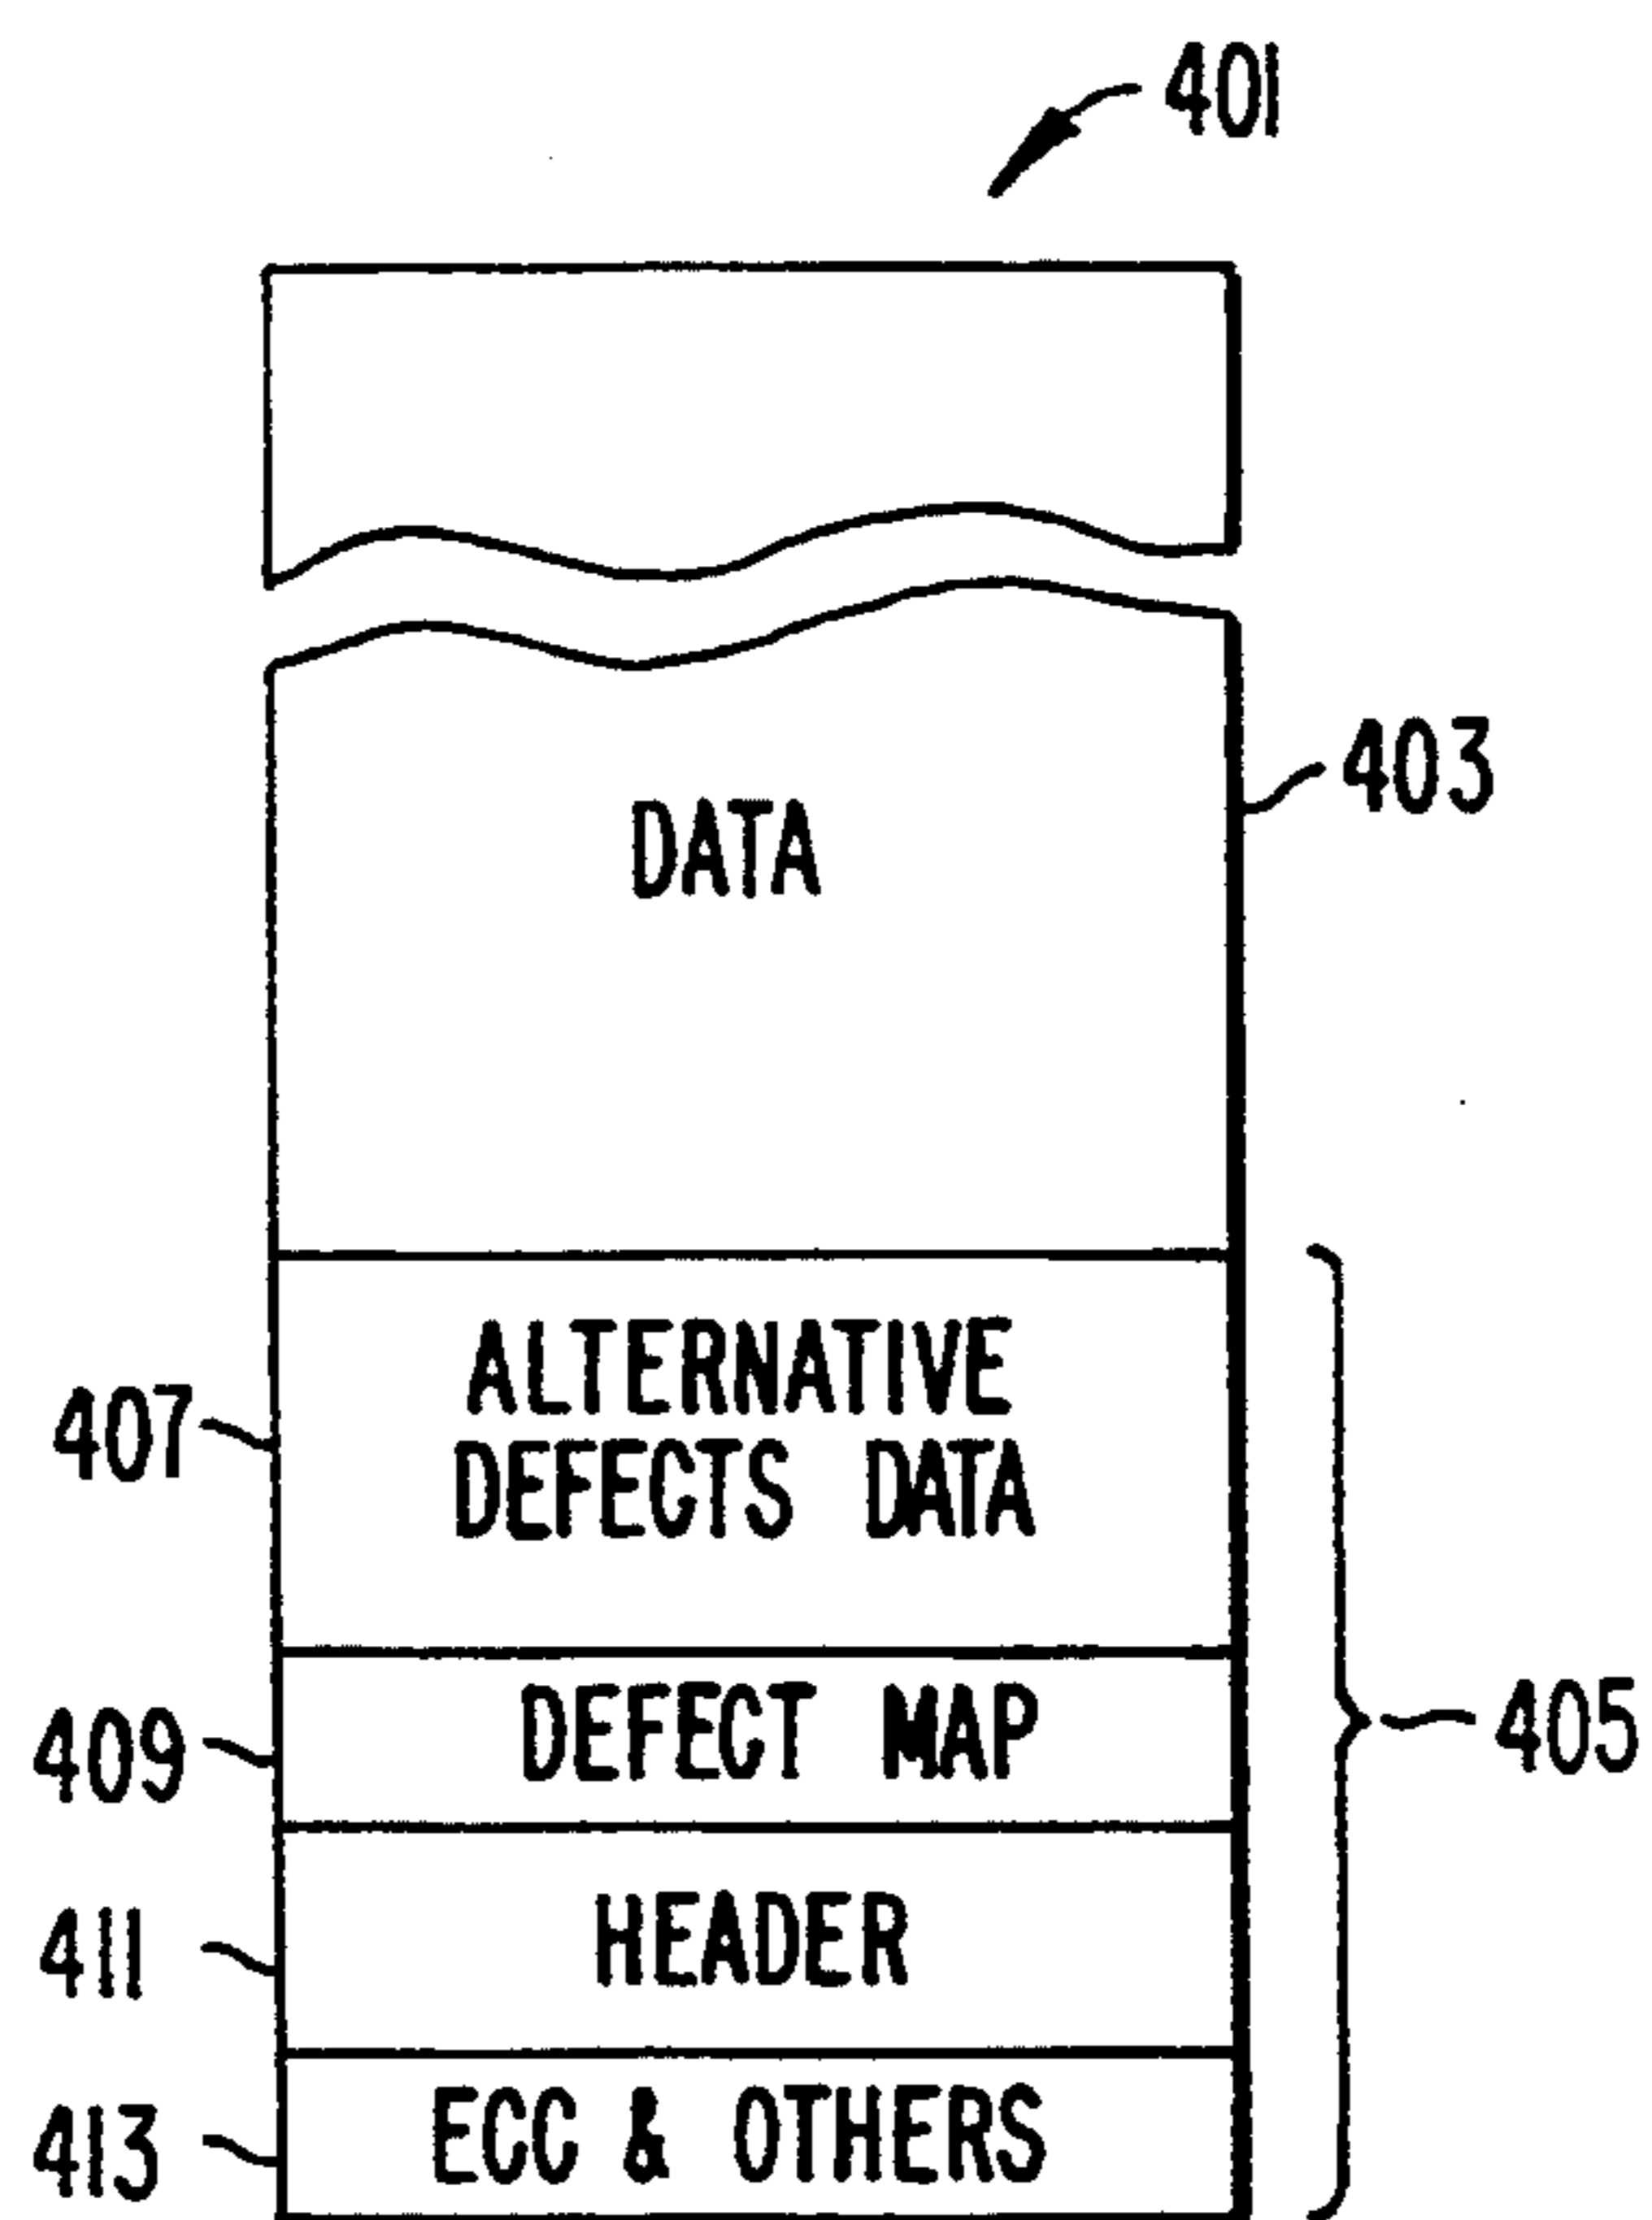 401
403
DATA
ALTERNATIVE
407
DEFECTS DATA
409
DEFECT MAP
405
411
HEADER
413
ECC & OTHERS